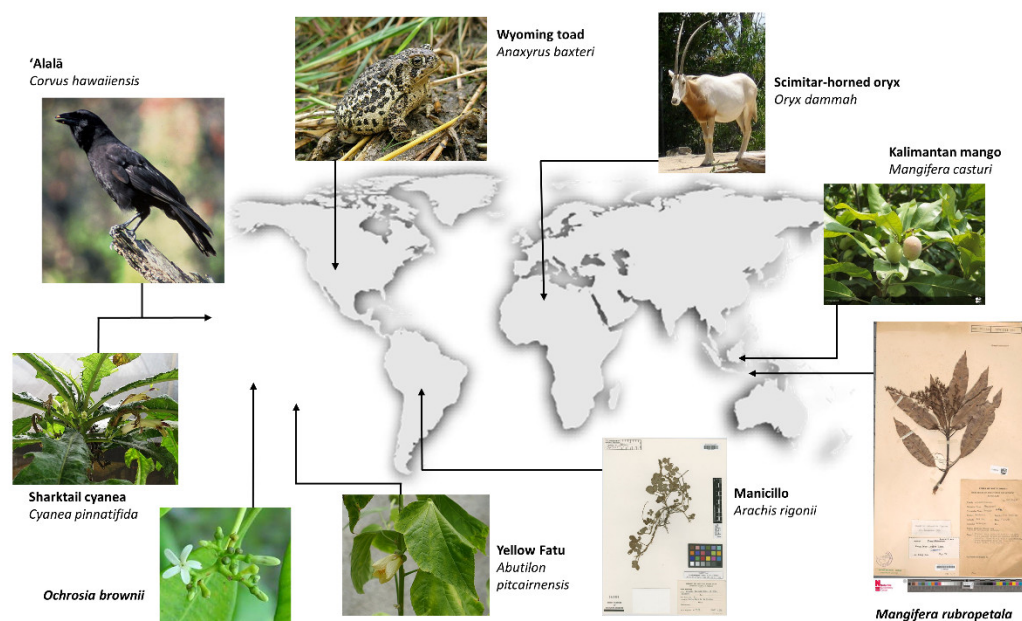 Wyoming toad
Anaxyrus baxteri
‘Alalā
Corvus hawaiiensis
Scimitar-horned oryx
Oryx dammah
Kalimantan mango
Mangifera casturi
Sharktail cyanea
Cyanea pinnatifida
Ochrosia brownii
Yellow Fatu
Abutilon
pitcairnensis
Manicillo
Arachis rigonii
Mangifera rubropetala